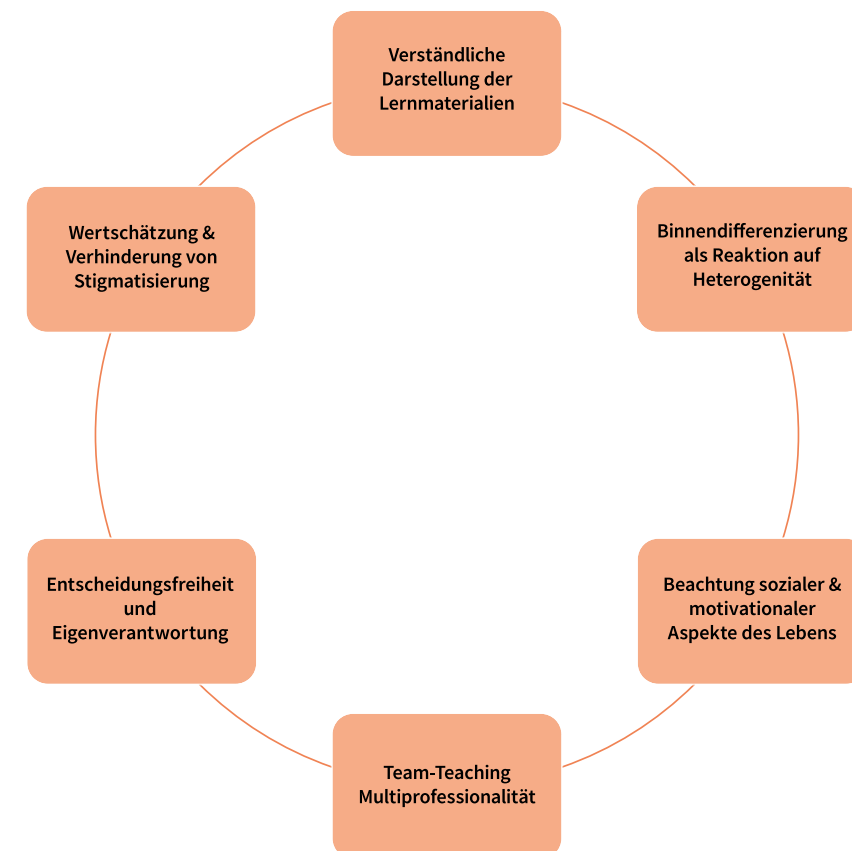 Verständliche
Darstellung der
Lernmaterialien
Wertschätzung &
Verhinderung von
Stigmatisierung
Binnendifferenzierung
als Reaktion auf
Heterogenität
Entscheidungsfreiheit
und
Eigenverantwortung
Beachtung sozialer &
motivationaler
Aspekte des Lebens
Team-Teaching
Multiprofessionalität